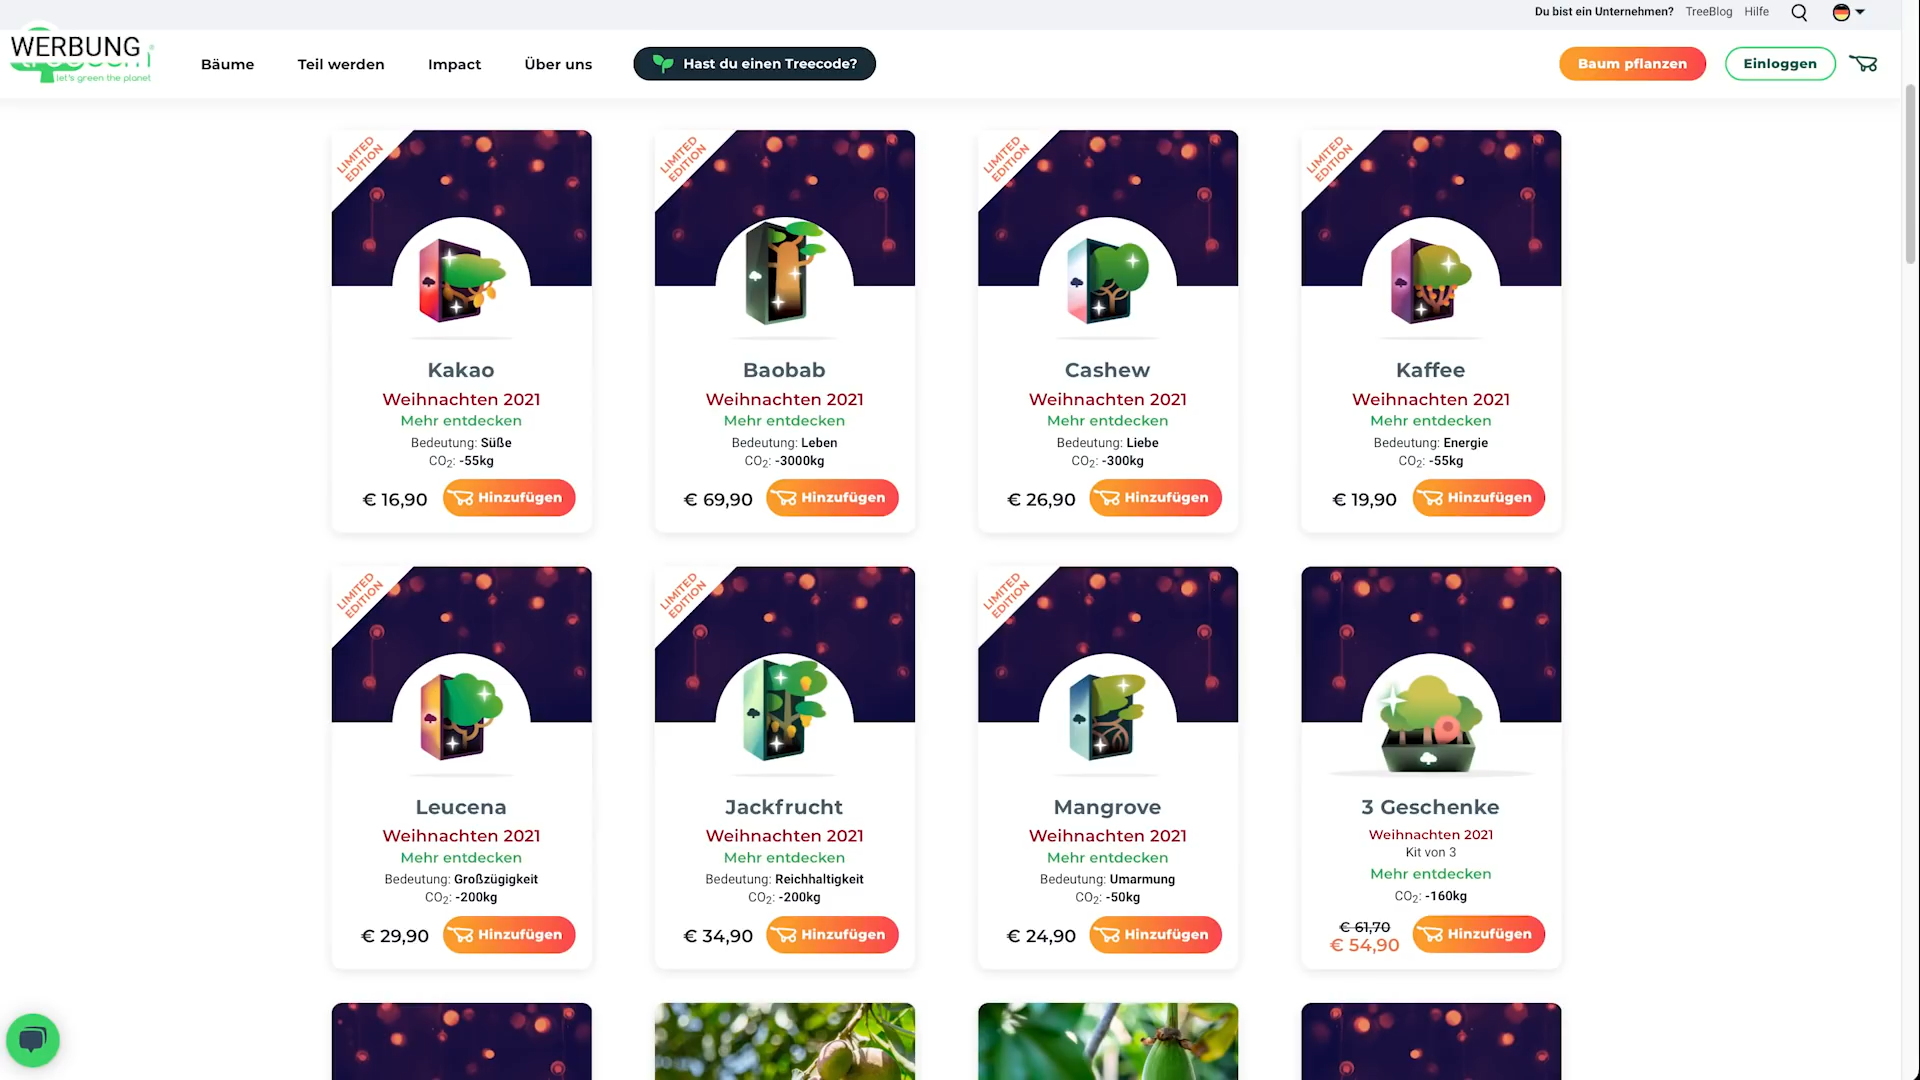 Du bist ein Unternehmen? TreeBlog Hilfe
WERBUNG
let's green the planet
Bäume Teil werden Impact Über uns Hast du einen Treecode? Baum pflanzen Einloggen
LIMITED EDITION LIMITED EDITION LIMITED EDITION LIMITED EDITION
Kakao Baobab Cashew Kaffee
Weihnachten 2021 Weihnachten 2021 Weihnachten 2021 Weihnachten 2021
Mehr entdecken Mehr entdecken Mehr entdecken Mehr entdecken
Bedeutung: Süße Bedeutung: Leben Bedeutung: Liebe Bedeutung: Energie
CO₂: -55kg CO₂: -3000kg CO₂: -300kg CO₂: -55kg
€ 16,90 Hinzufügen € 69,90 Hinzufügen € 26,90 Hinzufügen € 19,90 Hinzufügen
LIMITED EDITION LIMITED EDITION LIMITED EDITION
Leucena Jackfrucht Mangrove 3 Geschenke
Weihnachten 2021 Weihnachten 2021 Weihnachten 2021 Weihnachten 2021
Kit von 3
Mehr entdecken Mehr entdecken Mehr entdecken Mehr entdecken
Bedeutung: Großzügigkeit Bedeutung: Reichhaltigkeit Bedeutung: Umarmung
CO₂: -200kg CO₂: -200kg CO₂: -50kg CO₂: -160kg
€ 61,70
€ 29,90 Hinzufügen € 34,90 Hinzufügen € 24,90 Hinzufügen € 54,90 Hinzufügen